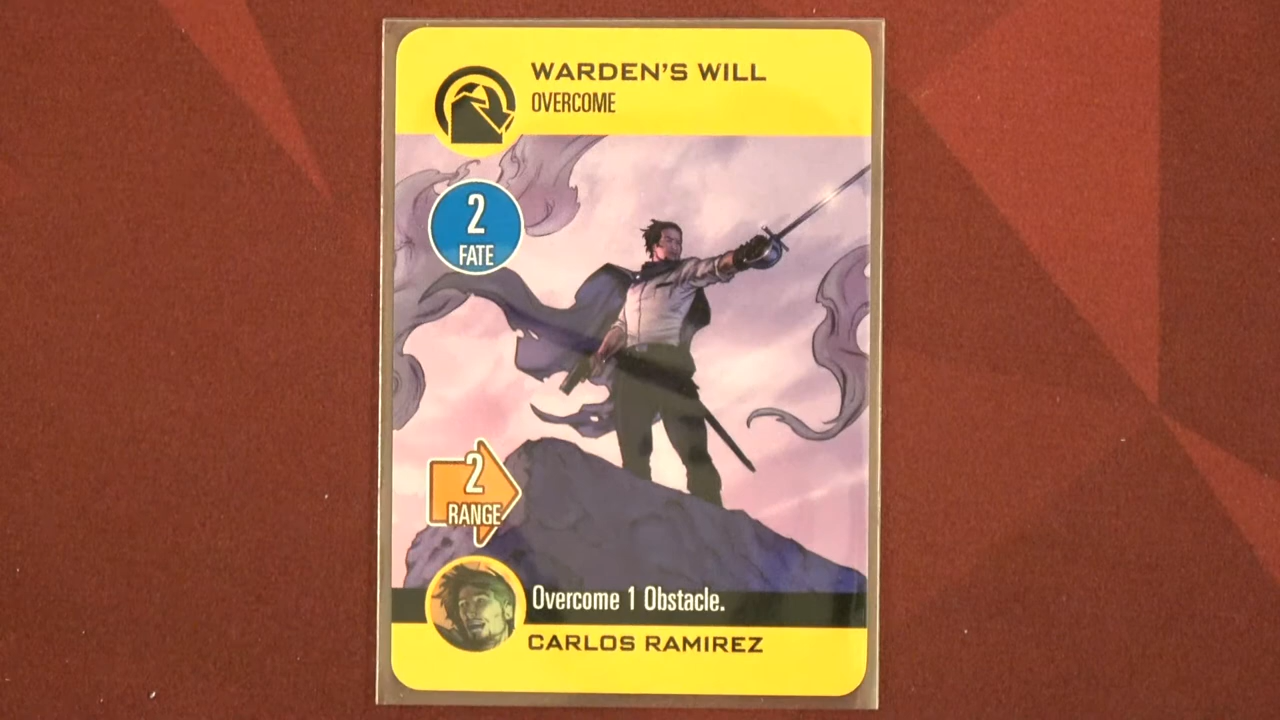 WARDEN'S WILL
OVERCOME
2
FATE
2
RANGE
Overcome 1 Obstacle.
CARLOS RAMIREZ